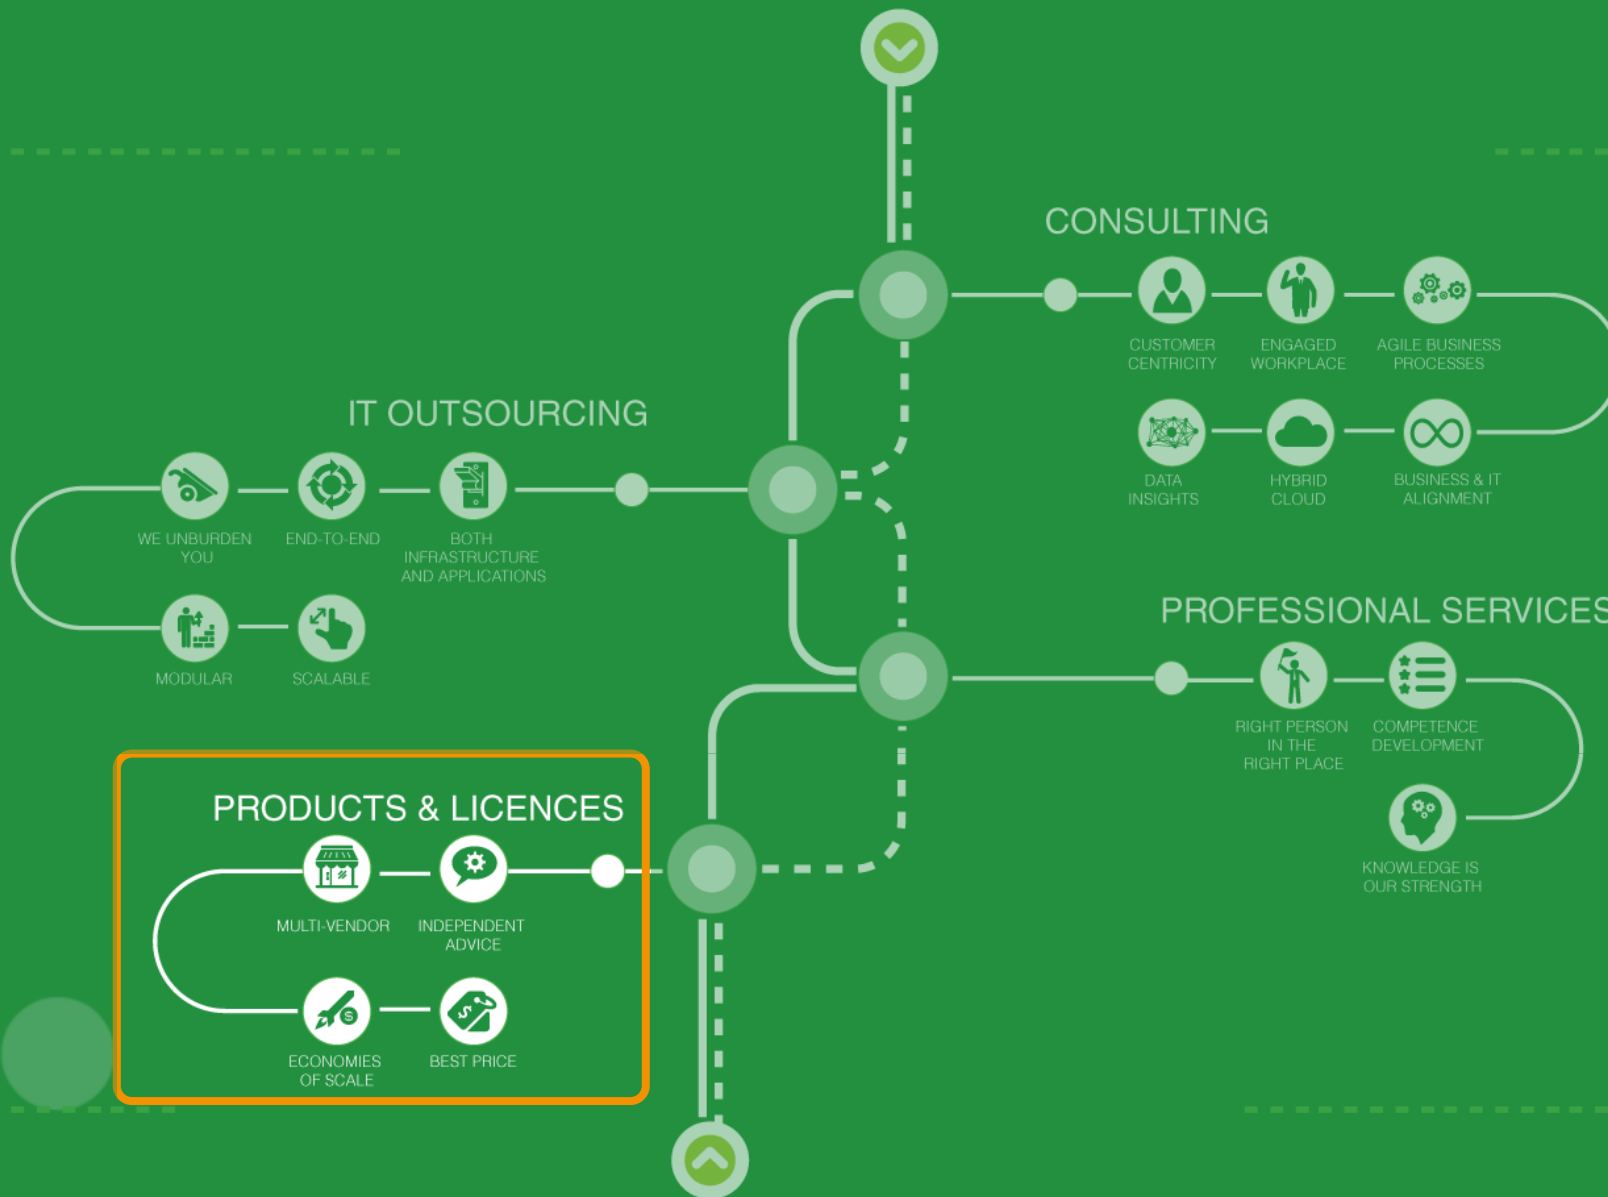 CONSULTING
CUSTOMER
CENTRICITY
ENGAGED
WORKPLACE
AGILE BUSINESS
PROCESSES
DATA
INSIGHTS
HYBRID
CLOUD
BUSINESS & IT
ALIGNMENT
IT OUTSOURCING
WE UNBURDEN
YOU
END-TO-END
BOTH
INFRASTRUCTURE
AND APPLICATIONS
MODULAR
SCALABLE
PROFESSIONAL SERVICES
RIGHT PERSON
IN THE
RIGHT PLACE
COMPETENCE
DEVELOPMENT
KNOWLEDGE IS
OUR STRENGTH
PRODUCTS & LICENCES
MULTI-VENDOR
INDEPENDENT
ADVICE
ECONOMIES
OF SCALE
BEST PRICE